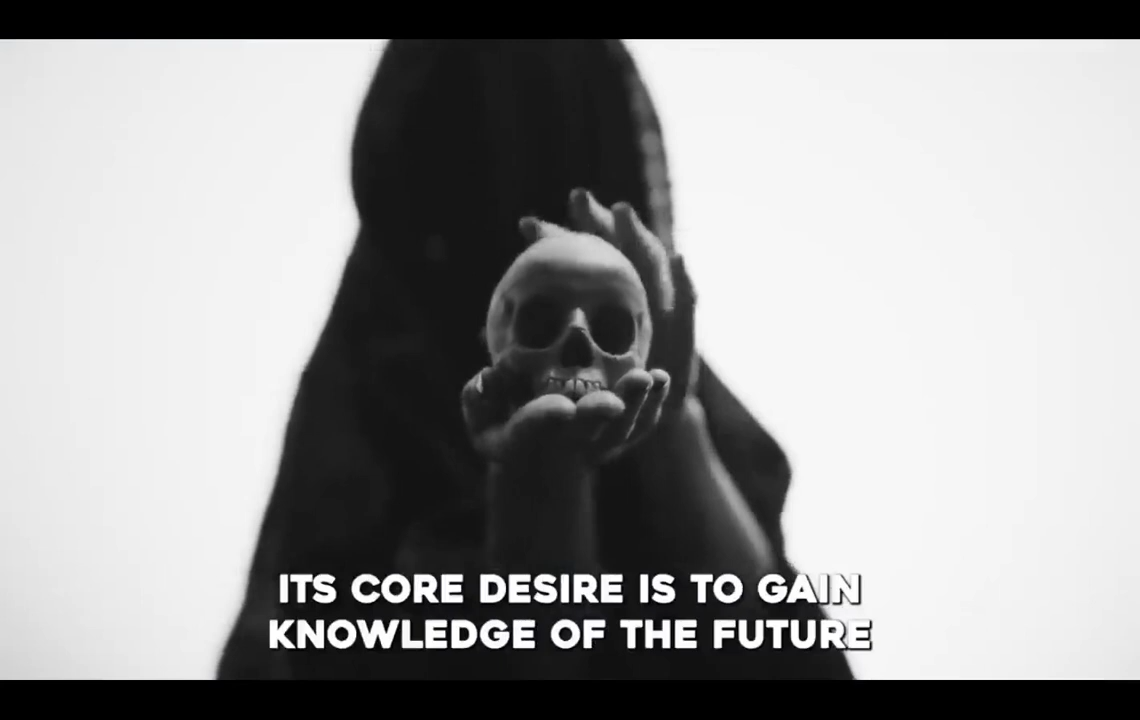 ITS CORE DESIRE IS TO GAIN
KNOWLEDGE OF THE FUTURE